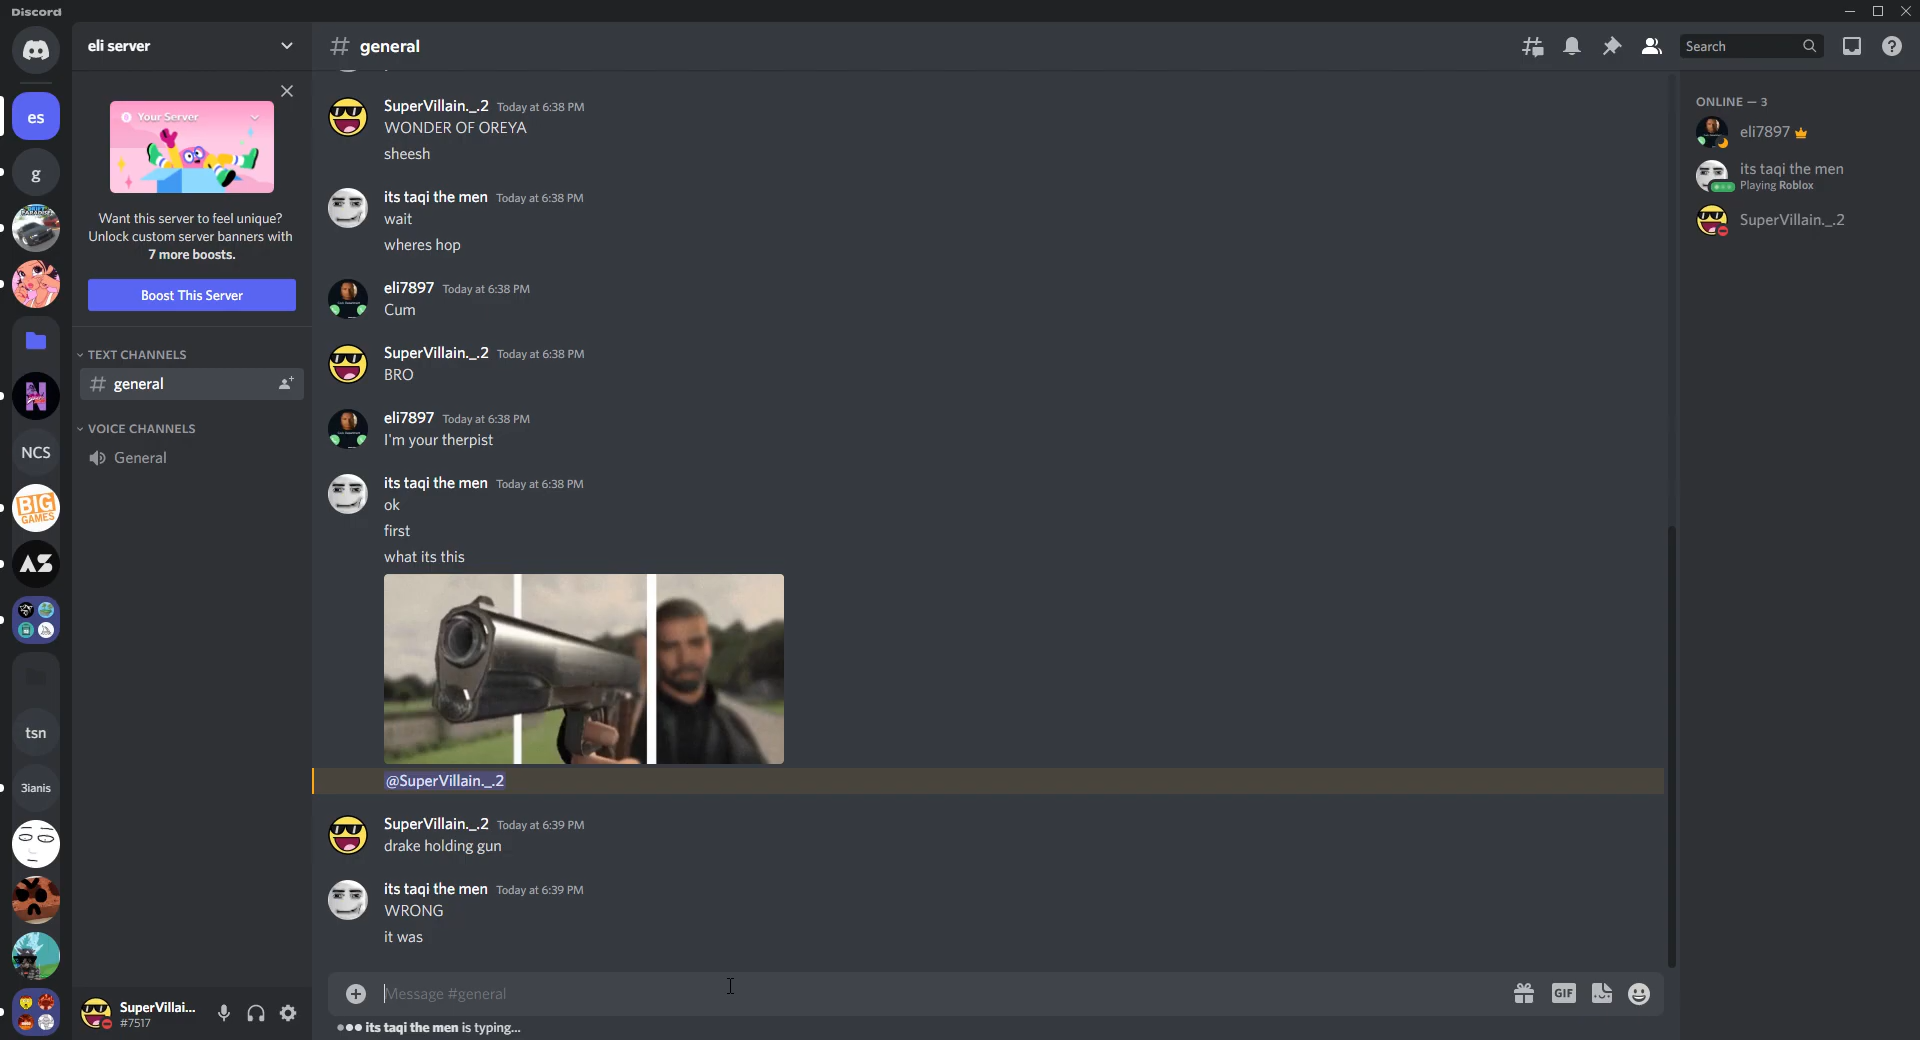 Discord
eli server
Your Server
Want this server to feel unique?
Unlock custom server banners with
7 more boosts.
Boost This Server
TEXT CHANNELS
general
VOICE CHANNELS
General
es
g
NCS
BIG
GAMES
tsn
3ianis
SuperVillai...
#7517
general
Search
SuperVillain._.2 Today at 6:38 PM
WONDER OF OREYA
sheesh
its taqi the men Today at 6:38 PM
wait
wheres hop
eli7897 Today at 6:38 PM
Cum
SuperVillain._.2 Today at 6:38 PM
BRO
eli7897 Today at 6:38 PM
I'm your therpist
its taqi the men Today at 6:38 PM
ok
first
what its this
@SuperVillain._.2
SuperVillain._.2 Today at 6:39 PM
drake holding gun
its taqi the men Today at 6:39 PM
WRONG
it was
Message #general
GIF
its taqi the men is typing...
ONLINE — 3
eli7897
its taqi the men
Playing Roblox
SuperVillain._.2